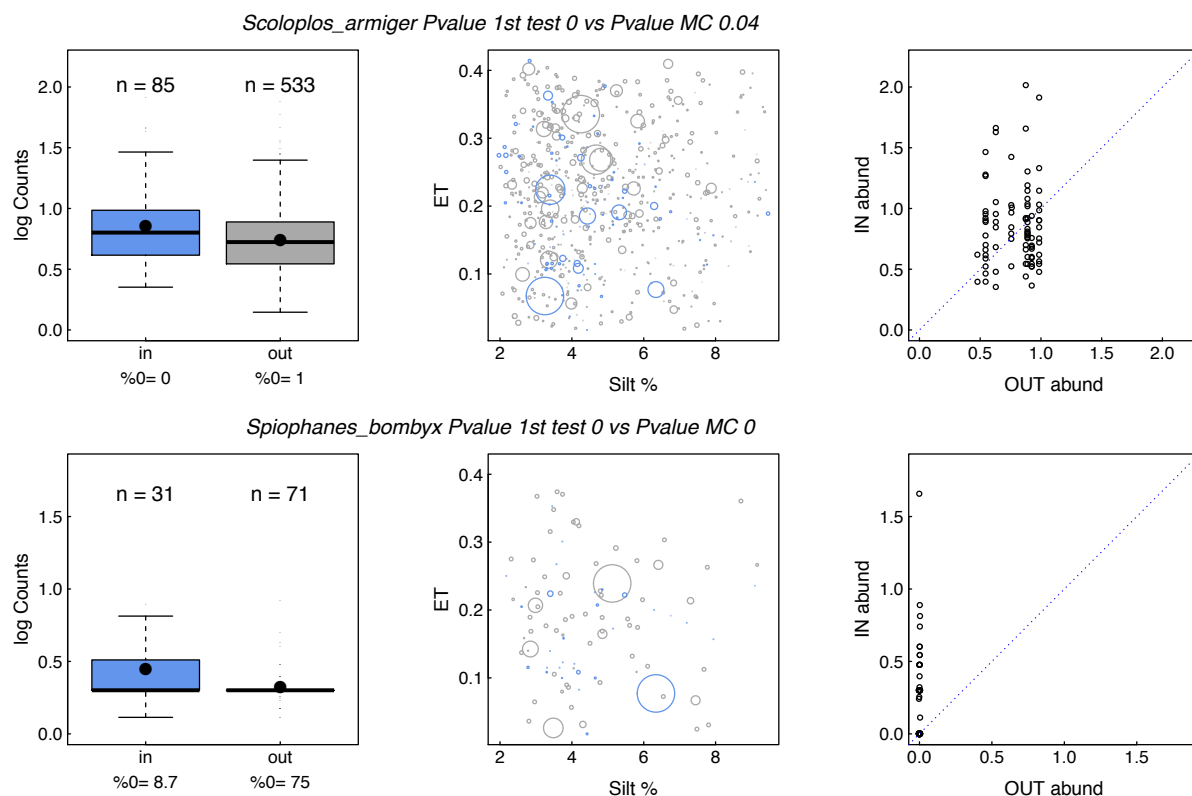 Scoloplos_armiger Pvalue 1st test 0 vs Pvalue MC 0.04
n = 85
n = 533
log Counts
2.0
1.5
1.0
0.5
0.0
in
out
%0= 0
%0= 1
ET
0.4
0.3
0.2
0.1
2
4
6
8
Silt %
IN abund
2.0
1.5
1.0
0.5
0.0
0.0
0.5
1.0
1.5
2.0
OUT abund
Spiophanes_bombyx Pvalue 1st test 0 vs Pvalue MC 0
n = 31
n = 71
log Counts
1.5
1.0
0.5
0.0
in
out
%0= 8.7
%0= 75
ET
0.4
0.3
0.2
0.1
2
4
6
8
Silt %
IN abund
1.5
1.0
0.5
0.0
0.0
0.5
1.0
1.5
OUT abund